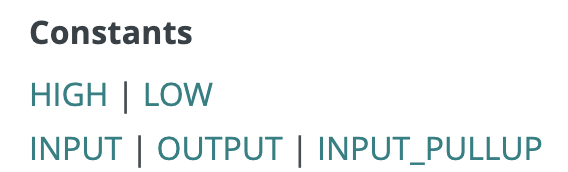 Constants
HIGH | LOW
INPUT | OUTPUT | INPUT_PULLUP